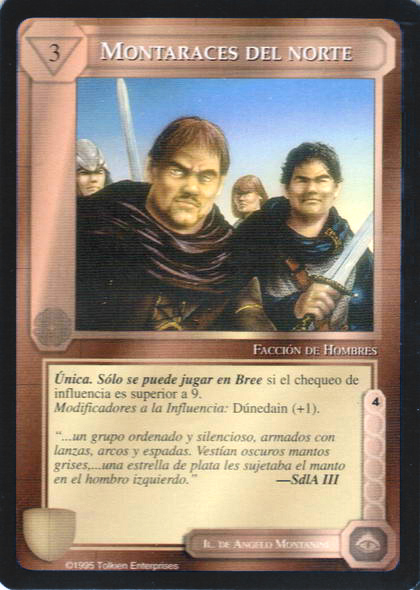 3
MONTARACES DEL NORTE
FACCIÓN DE HOMBRES
Única. Sólo se puede jugar en Bree si el chequeo de
influencia es superior a 9.
Modificadores a la Influencia: Dúnedain (+1).
4
“...un grupo ordenado y silencioso, armados con
lanzas, arcos y espadas. Vestían oscuros mantos
grises,...una estrella de plata les sujetaba el manto
en el hombro izquierdo.” —SdlA III
IL. DE ANGELO MONTANINI
©1995 Tolkien Enterprises